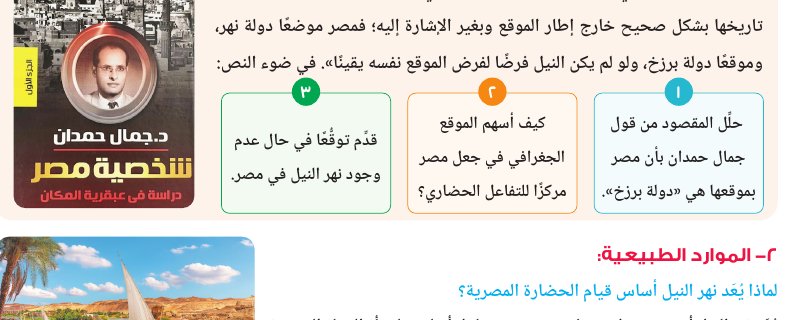 تاريخها بشكل صحيح خارج إطار الموقع وبغير الإشارة إليه؛ فمصر موضعًا دولة نهر،
وموقعًا دولة برزخ، ولو لم يكن النيل فرضًا لفرض الموقع نفسه يقينًا». في ضوء النص:
١
حلِّل المقصود من قول
جمال حمدان بأن مصر
بموقعها هي «دولة برزخ».
٢
كيف أسهم الموقع
الجغرافي في جعل مصر
مركزًا للتفاعل الحضاري؟
٣
قدِّم توقُّعًا في حال عدم
وجود نهر النيل في مصر.
الجزء الأول
د.جمال حمدان
شخصية مصر
دراسة في عبقرية المكان
٢- الموارد الطبيعية:
لماذا يُعَد نهر النيل أساس قيام الحضارة المصرية؟